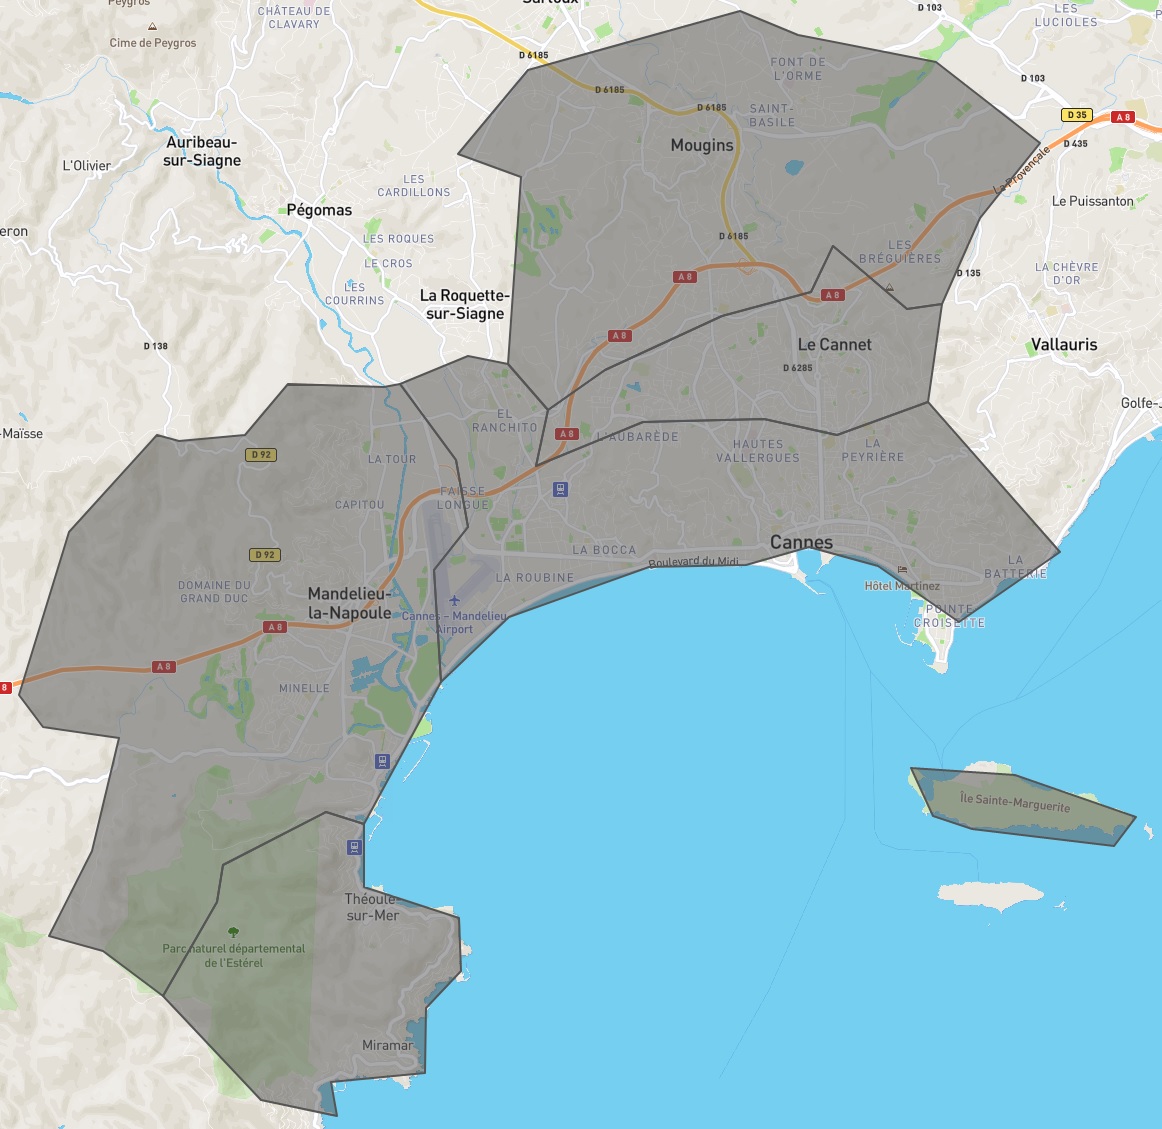 Peygros
CHÂTEAU DE
CLAVARY
D 103
LES
LUCIOLES
Cime de Peygros
D 6185
FONT DE
L'ORME
D 103
D 6185
D 6185
SAINT-
BASILE
D 35
A 8
Auribeau-
sur-Siagne
Mougins
D 435
L'Olivier
La Provençale
LES
CARDILLONS
Le Puissanton
Pégomas
LES ROQUES
D 6185
LES
BRÉGUIÈRES
LE CROS
A 8
D 135
LA CHÈVRE
D'OR
LES
COURRINS
La Roquette-
sur-Siagne
A 8
A 8
D 138
Le Cannet
Vallauris
D 6285
Golfe-J
-Maïsse
EL
RANCHITO
A 8
L'AUBARÈDE
HAUTES
VALLERGUES
LA
PEYRIÈRE
D 92
LA TOUR
CAPITOU
FAISSE
LONGUE
D 92
LA BOCCA
Cannes
Boulevard du Midi
LA
BATTERIE
DOMAINE DU
GRAND DUC
LA ROUBINE
Hôtel Martinez
Mandelieu-
la-Napoule
Cannes – Mandelieu
Airport
POINTE
CROISETTE
A 8
A 8
8
MINELLE
Île Sainte-Marguerite
Théoule-
sur-Mer
Parc naturel départemental
de l'Estérel
Miramar